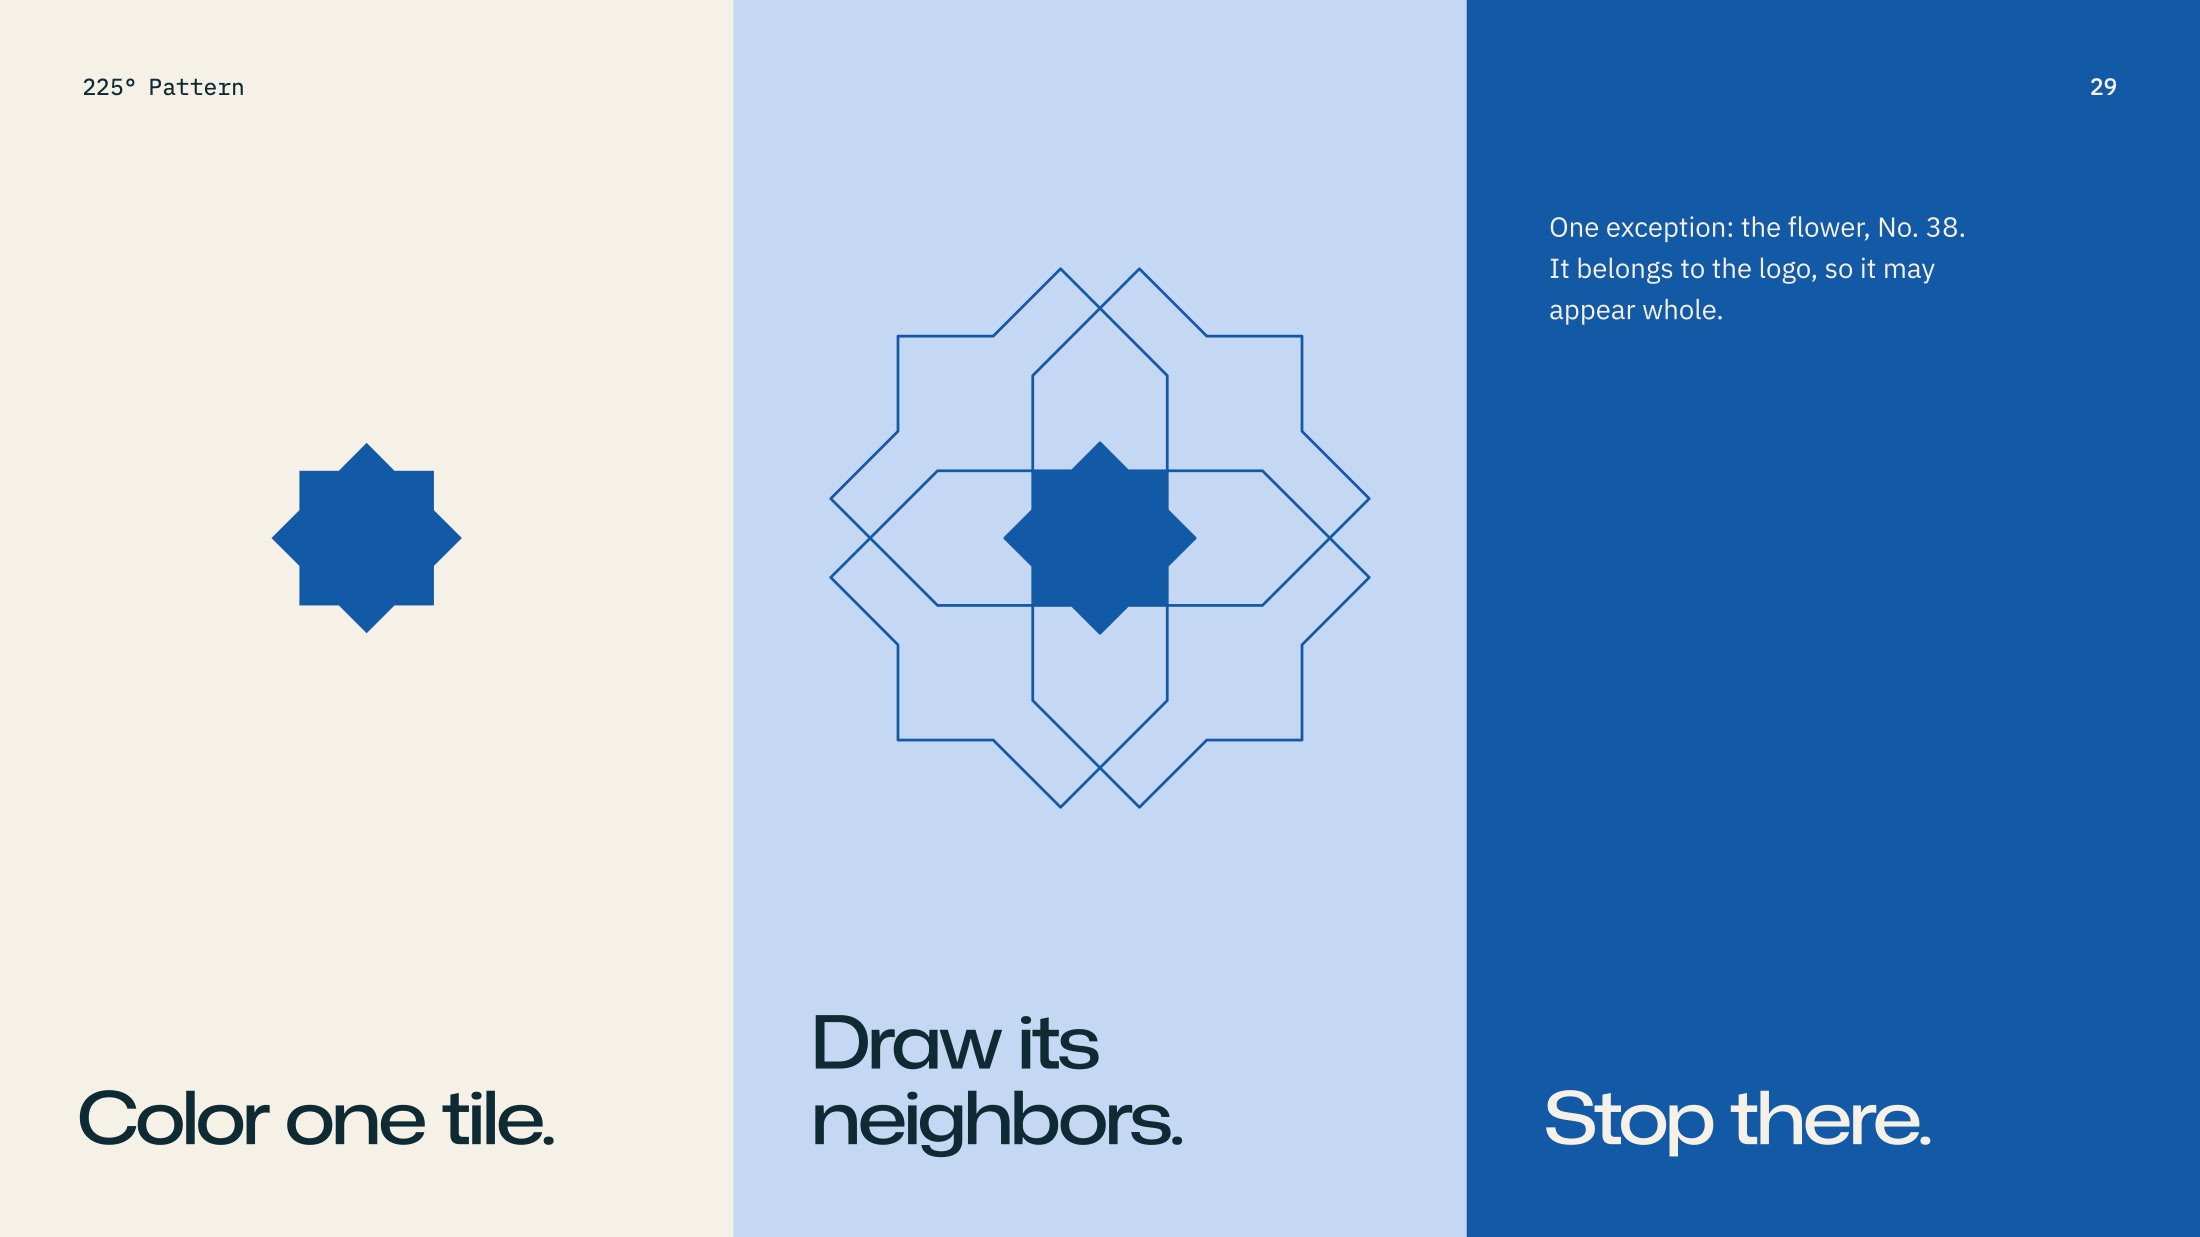 225° Pattern
29
One exception: the flower, No. 38.
It belongs to the logo, so it may
appear whole.
Color one tile.
Draw its
neighbors.
Stop there.